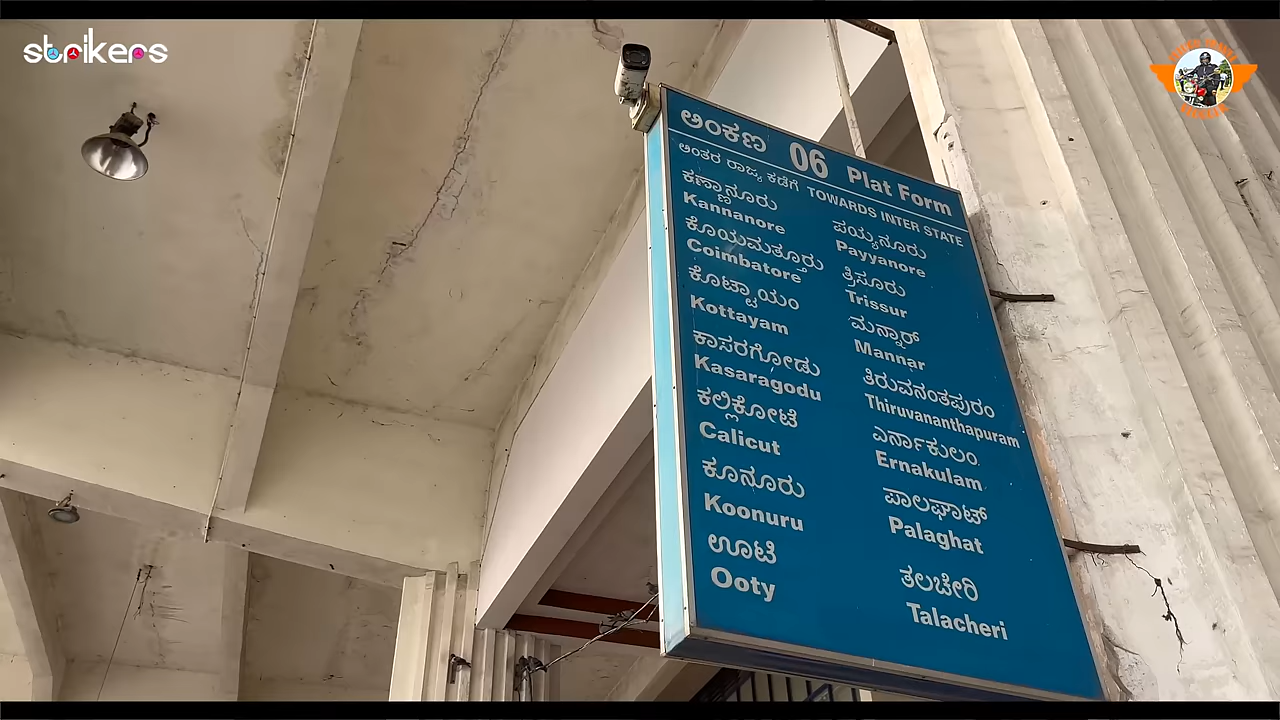 strikers
ಅಂಕಣ 06 Plat Form
ಅಂತರ ರಾಜ್ಯ ಕಡೆಗೆ TOWARDS INTER STATE
ಕಣ್ಣಾನೂರು
Kannanore
ಕೊಯಮತ್ತೂರು
Coimbatore
ಕೊಟ್ಟಾಯಂ
Kottayam
ಕಾಸರಗೋಡು
Kasaragodu
ಕಲ್ಲಿಕೋಟೆ
Calicut
ಕೂನೂರು
Koonuru
ಊಟಿ
Ooty
ಪಯ್ಯನೂರು
Payyanore
ತ್ರಿಸೂರು
Trissur
ಮನ್ನಾರ್
Mannar
ತಿರುವನಂತಪುರಂ
Thiruvananthapuram
ಎರ್ನಾಕುಲಂ
Ernakulam
ಪಾಲಘಾಟ್
Palaghat
ತಲಚೇರಿ
Talacheri